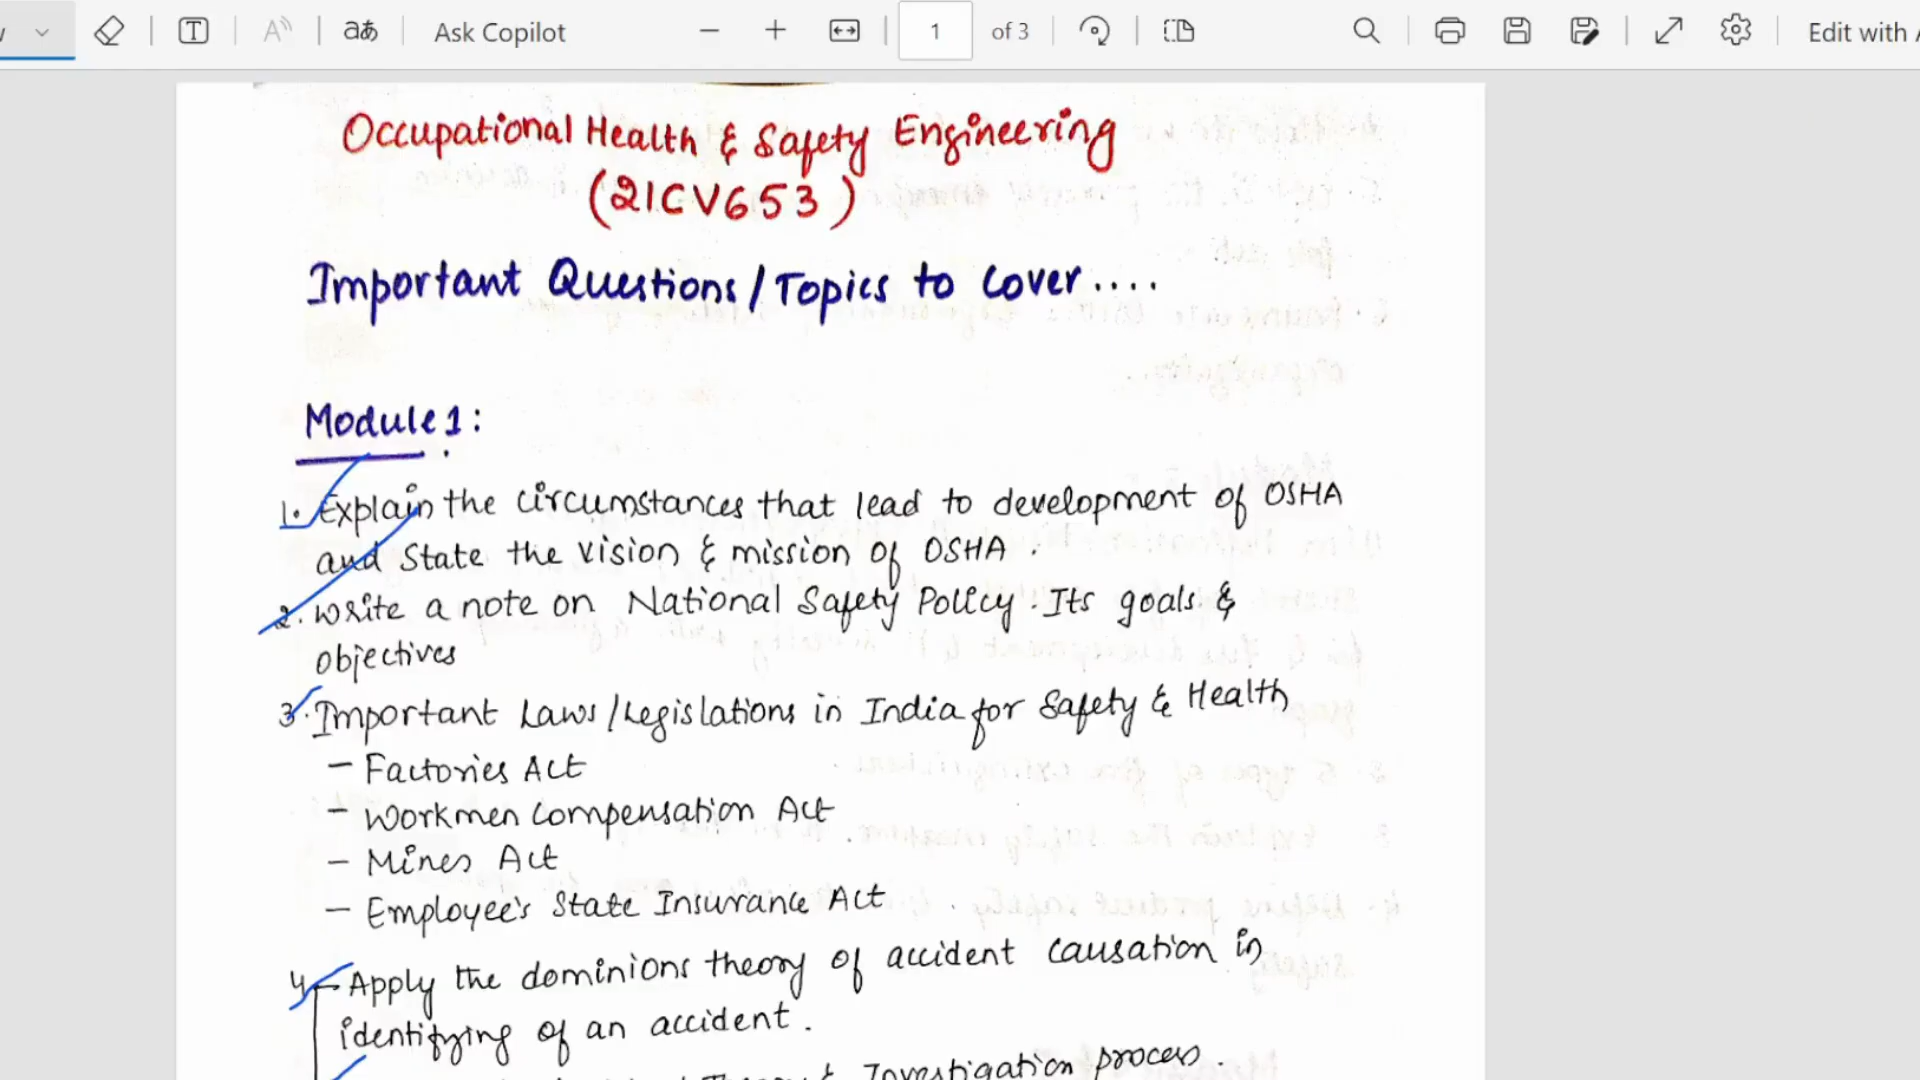 Ask Copilot
1 of 3
Edit with
Occupational Health & Safety Engineering
(21CV653)
Important Questions/Topics to cover....
Module 1:
1. Explain the circumstances that lead to development of OSHA
and State the vision & mission of OSHA.
2. Write a note on National Safety Policy. Its goals &
objectives
3. Important Laws/Legislations in India for Safety & Health
- Factories Act
- Workmen Compensation Act
- Mines Act
- Employee's State Insurance Act
4. Apply the dominions theory of accident causation in
identifying of an accident.
Investigation process.